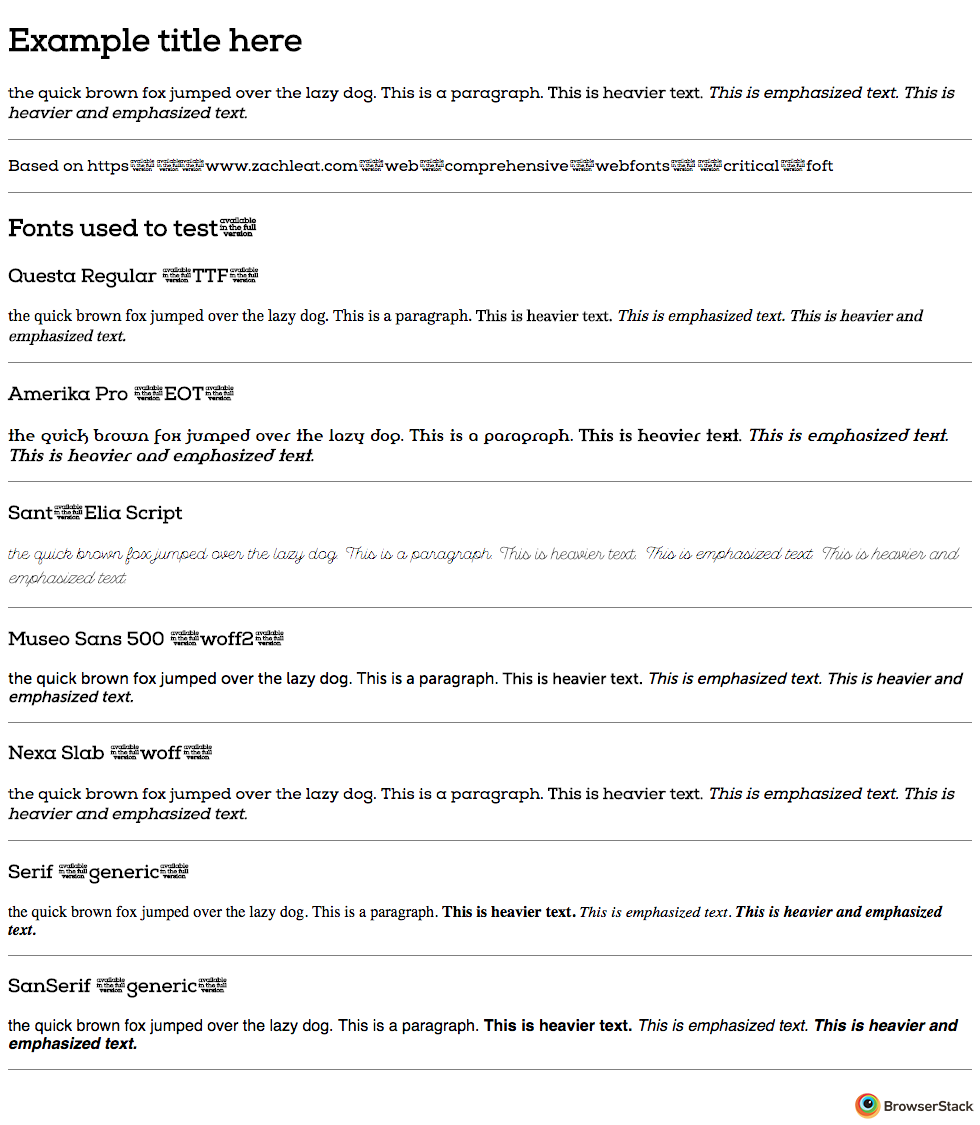 Example title here
the quick brown fox jumped over the lazy dog. This is a paragraph. This is heavier text. This is emphasized text. This is
heavier and emphasized text.
Based on https available in the full version available in the full version available in the full version www.zachleat.com available in the full version web available in the full version comprehensive available in the full version webfonts available in the full version available in the full version critical available in the full version foft
Fonts used to test available in the full version
Questa Regular available in the full version TTF available in the full version
the quick brown fox jumped over the lazy dog. This is a paragraph. This is heavier text. This is emphasized text. This is heavier and
emphasized text.
Amerika Pro available in the full version EOT available in the full version
the quick brown fox jumped over the lazy dog. This is a paragraph. This is heavier text. This is emphasized text.
This is heavier and emphasized text.
Sant available in the full version Elia Script
the quick brown fox jumped over the lazy dog. This is a paragraph. This is heavier text. This is emphasized text. This is heavier and
emphasized text.
Museo Sans 500 available in the full version woff2 available in the full version
the quick brown fox jumped over the lazy dog. This is a paragraph. This is heavier text. This is emphasized text. This is heavier and
emphasized text.
Nexa Slab available in the full version woff available in the full version
the quick brown fox jumped over the lazy dog. This is a paragraph. This is heavier text. This is emphasized text. This is
heavier and emphasized text.
Serif available in the full version generic available in the full version
the quick brown fox jumped over the lazy dog. This is a paragraph. This is heavier text. This is emphasized text. This is heavier and emphasized
text.
SanSerif available in the full version generic available in the full version
the quick brown fox jumped over the lazy dog. This is a paragraph. This is heavier text. This is emphasized text. This is heavier and
emphasized text.
BrowserStack